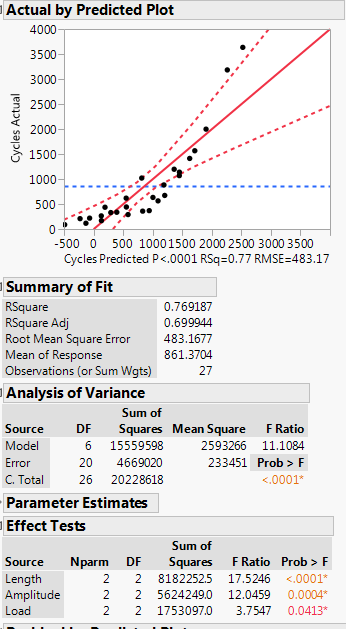 Actual by Predicted Plot
4000
3500
3000
2500
2000
1500
1000
500
0
Cycles Actual
-500 0 500 1000 1500 2000 2500 3000 3500
Cycles Predicted P<.0001 RSq=0.77 RMSE=483.17
Summary of Fit
RSquare 0.769187
RSquare Adj 0.699944
Root Mean Square Error 483.1677
Mean of Response 861.3704
Observations (or Sum Wgts) 27
Analysis of Variance
Sum of
Source DF Squares Mean Square F Ratio
Model 6 15559598 2593266 11.1084
Error 20 4669020 233451 Prob > F
C. Total 26 20228618 <.0001*
Parameter Estimates
Effect Tests
Sum of
Source Nparm DF Squares F Ratio Prob > F
Length 2 2 8182252.5 17.5246 <.0001*
Amplitude 2 2 5624249.0 12.0459 0.0004*
Load 2 2 1753097.0 3.7547 0.0413*